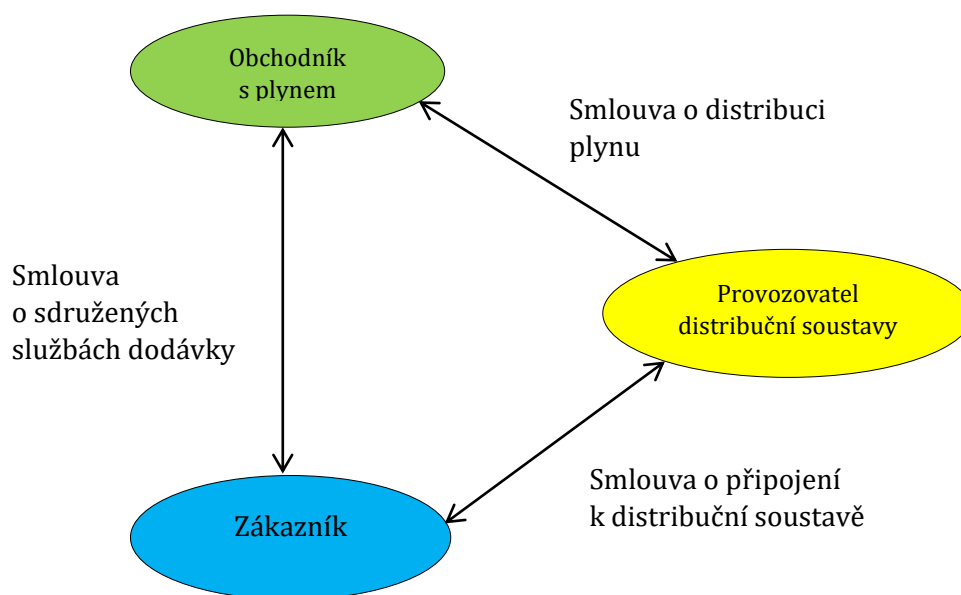 Obchodník
s plynem
Smlouva o distribuci
plynu
Smlouva
o sdružených
službách dodávky
Provozovatel
distribuční soustavy
Smlouva o připojení
k distribuční soustavě
Zákazník